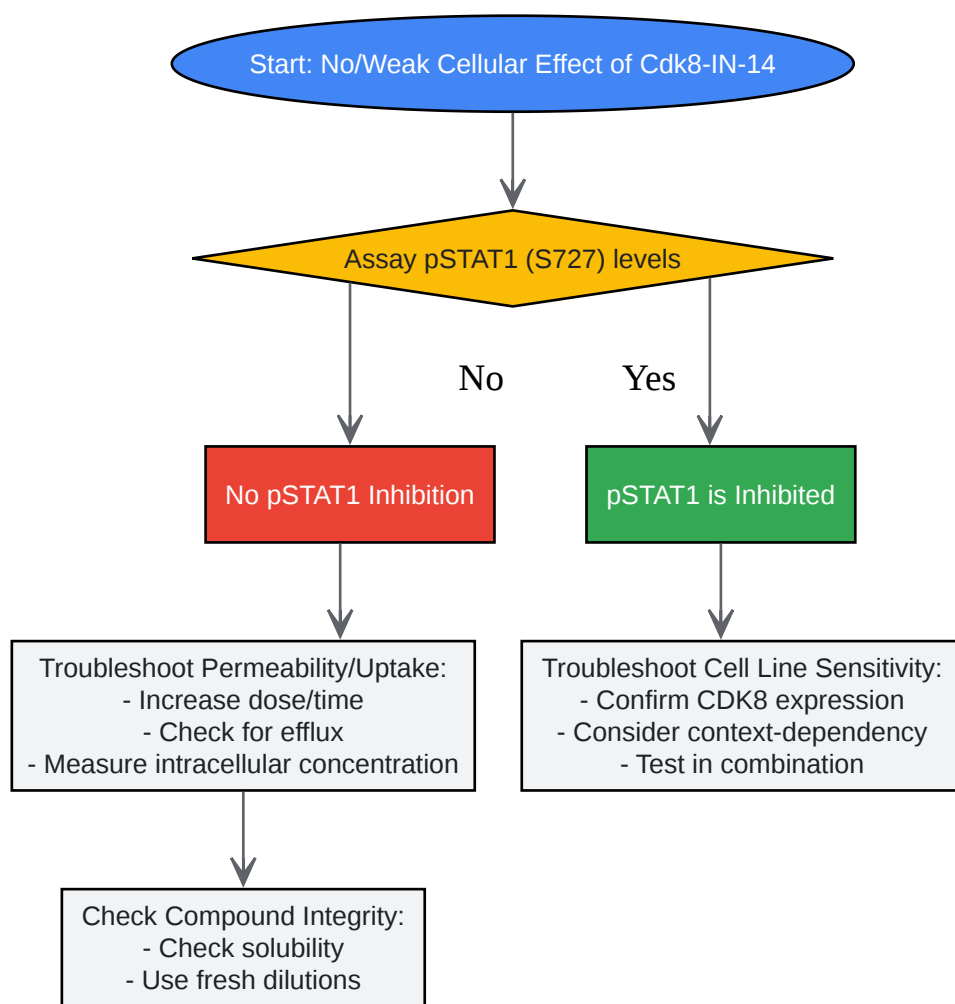 Start: No/Weak Cellular Effect of Cdk8-IN-14
Assay pSTAT1 (S727) levels
No
Yes
No pSTAT1 Inhibition
pSTAT1 is Inhibited
Troubleshoot Permeability/Uptake:
- Increase dose/time
- Check for efflux
- Measure intracellular concentration
Troubleshoot Cell Line Sensitivity:
- Confirm CDK8 expression
- Consider context-dependency
- Test in combination
Check Compound Integrity:
- Check solubility
- Use fresh dilutions